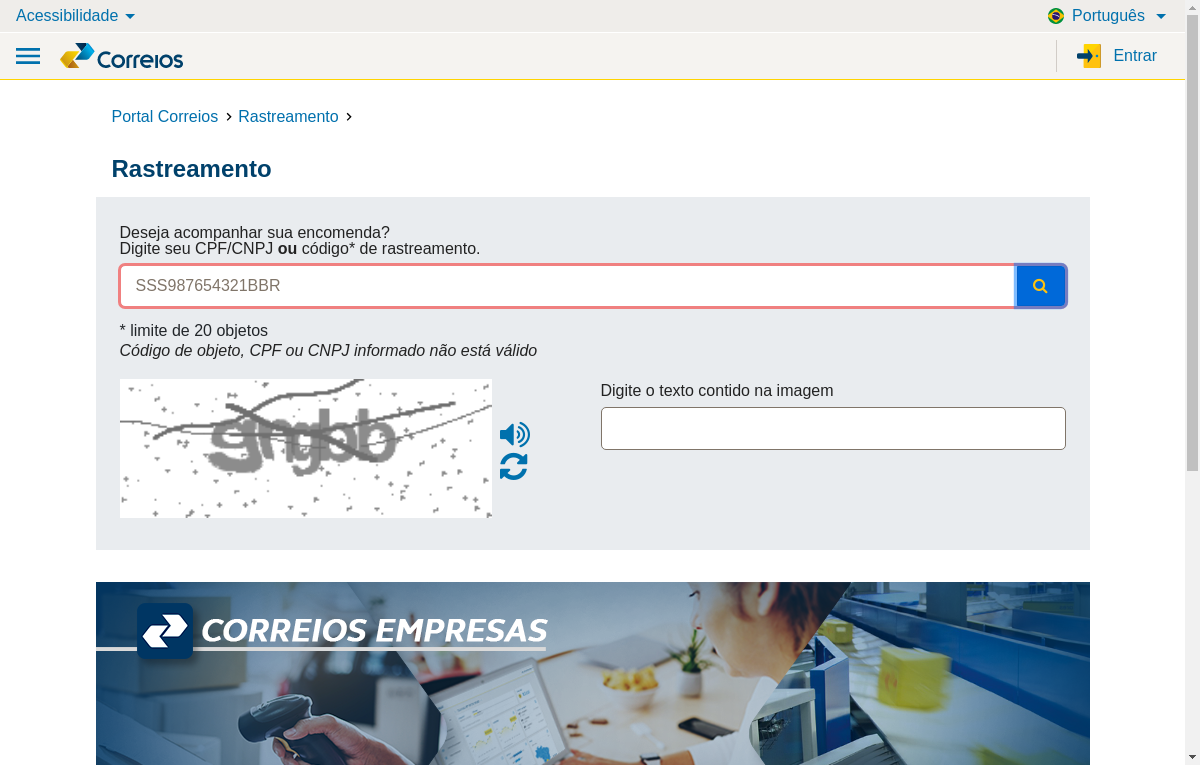 Acessibilidade
Português
Correios
Entrar
Portal Correios
Rastreamento
Rastreamento
Deseja acompanhar sua encomenda?
Digite seu CPF/CNPJ ou código* de rastreamento.
SSS987654321BBR
* limite de 20 objetos
Código de objeto, CPF ou CNPJ informado não está válido
Digite o texto contido na imagem
CORREIOS EMPRESAS